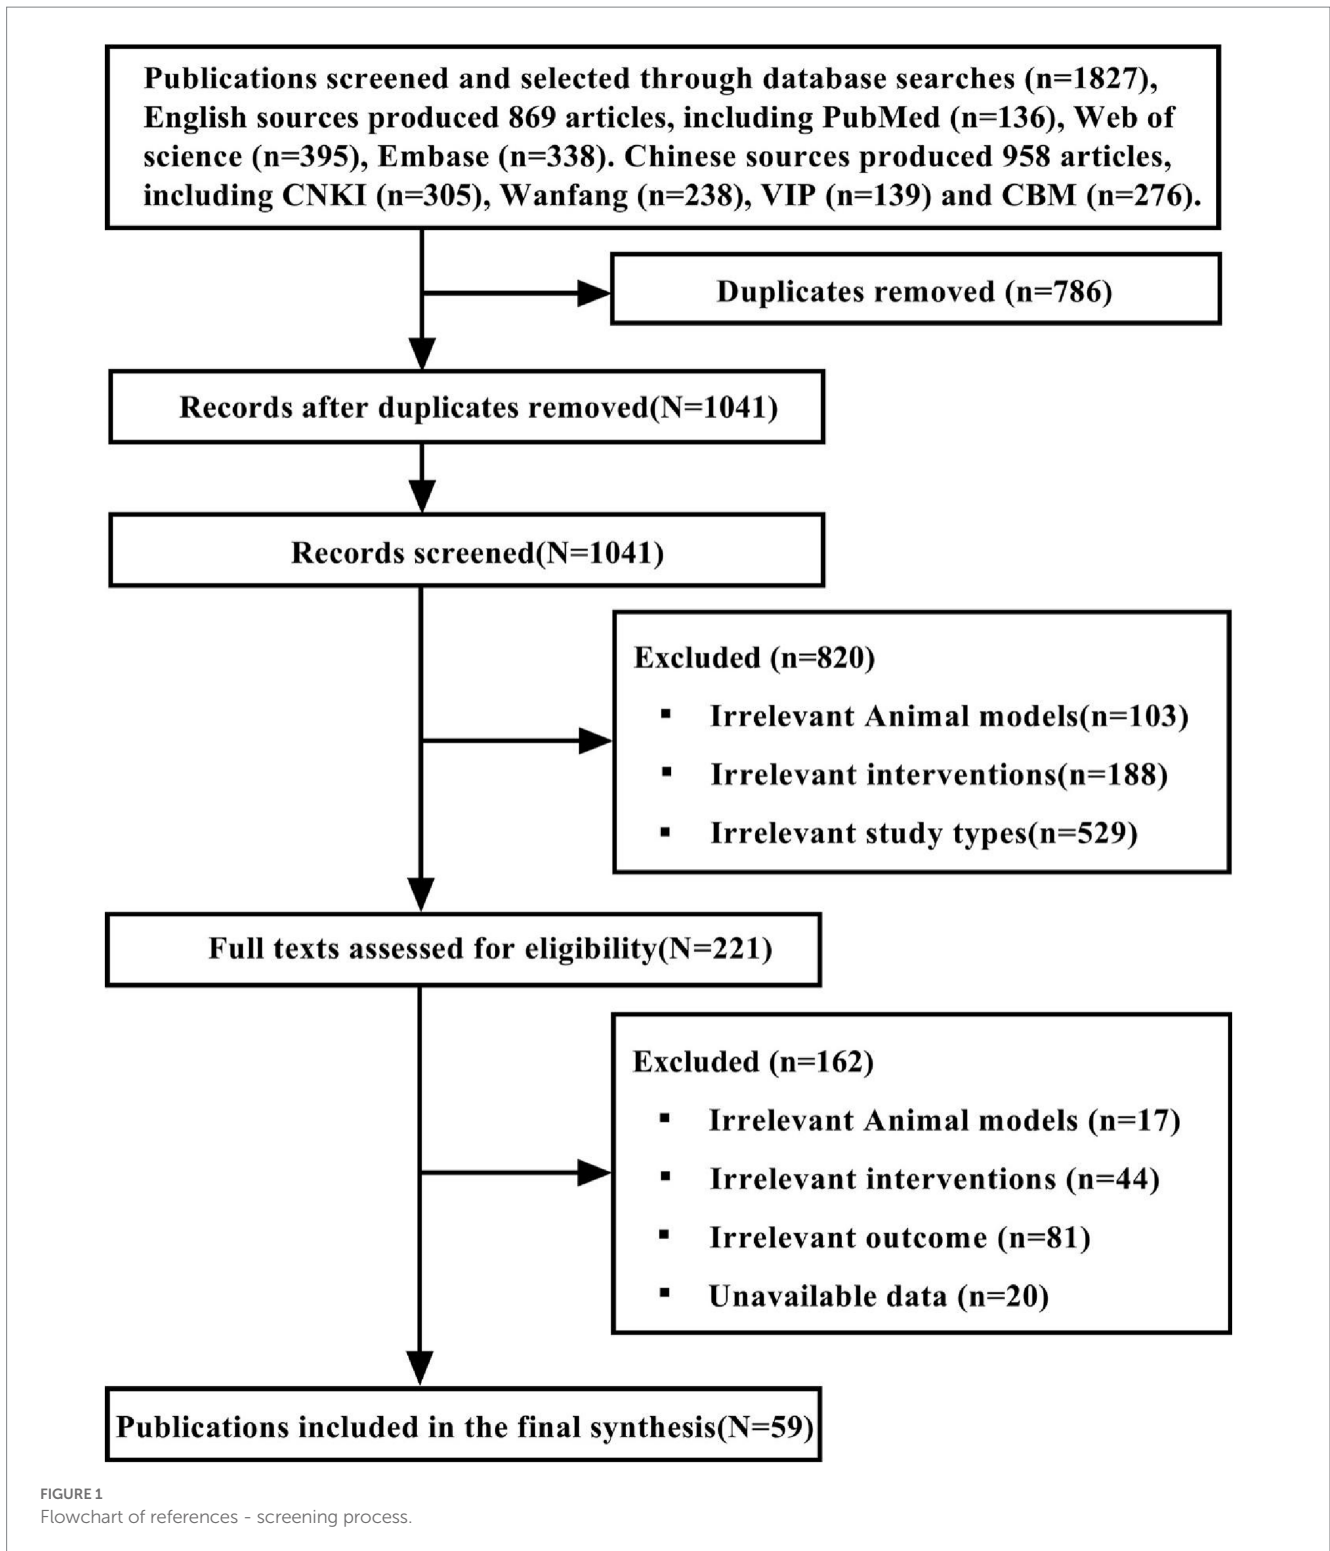 Publications screened and selected through database searches (n=1827),
English sources produced 869 articles, including PubMed (n=136), Web of
science (n=395), Embase (n=338). Chinese sources produced 958 articles,
including CNKI (n=305), Wanfang (n=238), VIP (n=139) and CBM (n=276).
Duplicates removed (n=786)
Records after duplicates removed(N=1041)
Records screened(N=1041)
Excluded (n=820)
▪ Irrelevant Animal models(n=103)
▪ Irrelevant interventions(n=188)
▪ Irrelevant study types(n=529)
Full texts assessed for eligibility(N=221)
Excluded (n=162)
▪ Irrelevant Animal models (n=17)
▪ Irrelevant interventions (n=44)
▪ Irrelevant outcome (n=81)
▪ Unavailable data (n=20)
Publications included in the final synthesis(N=59)
FIGURE 1
Flowchart of references - screening process.